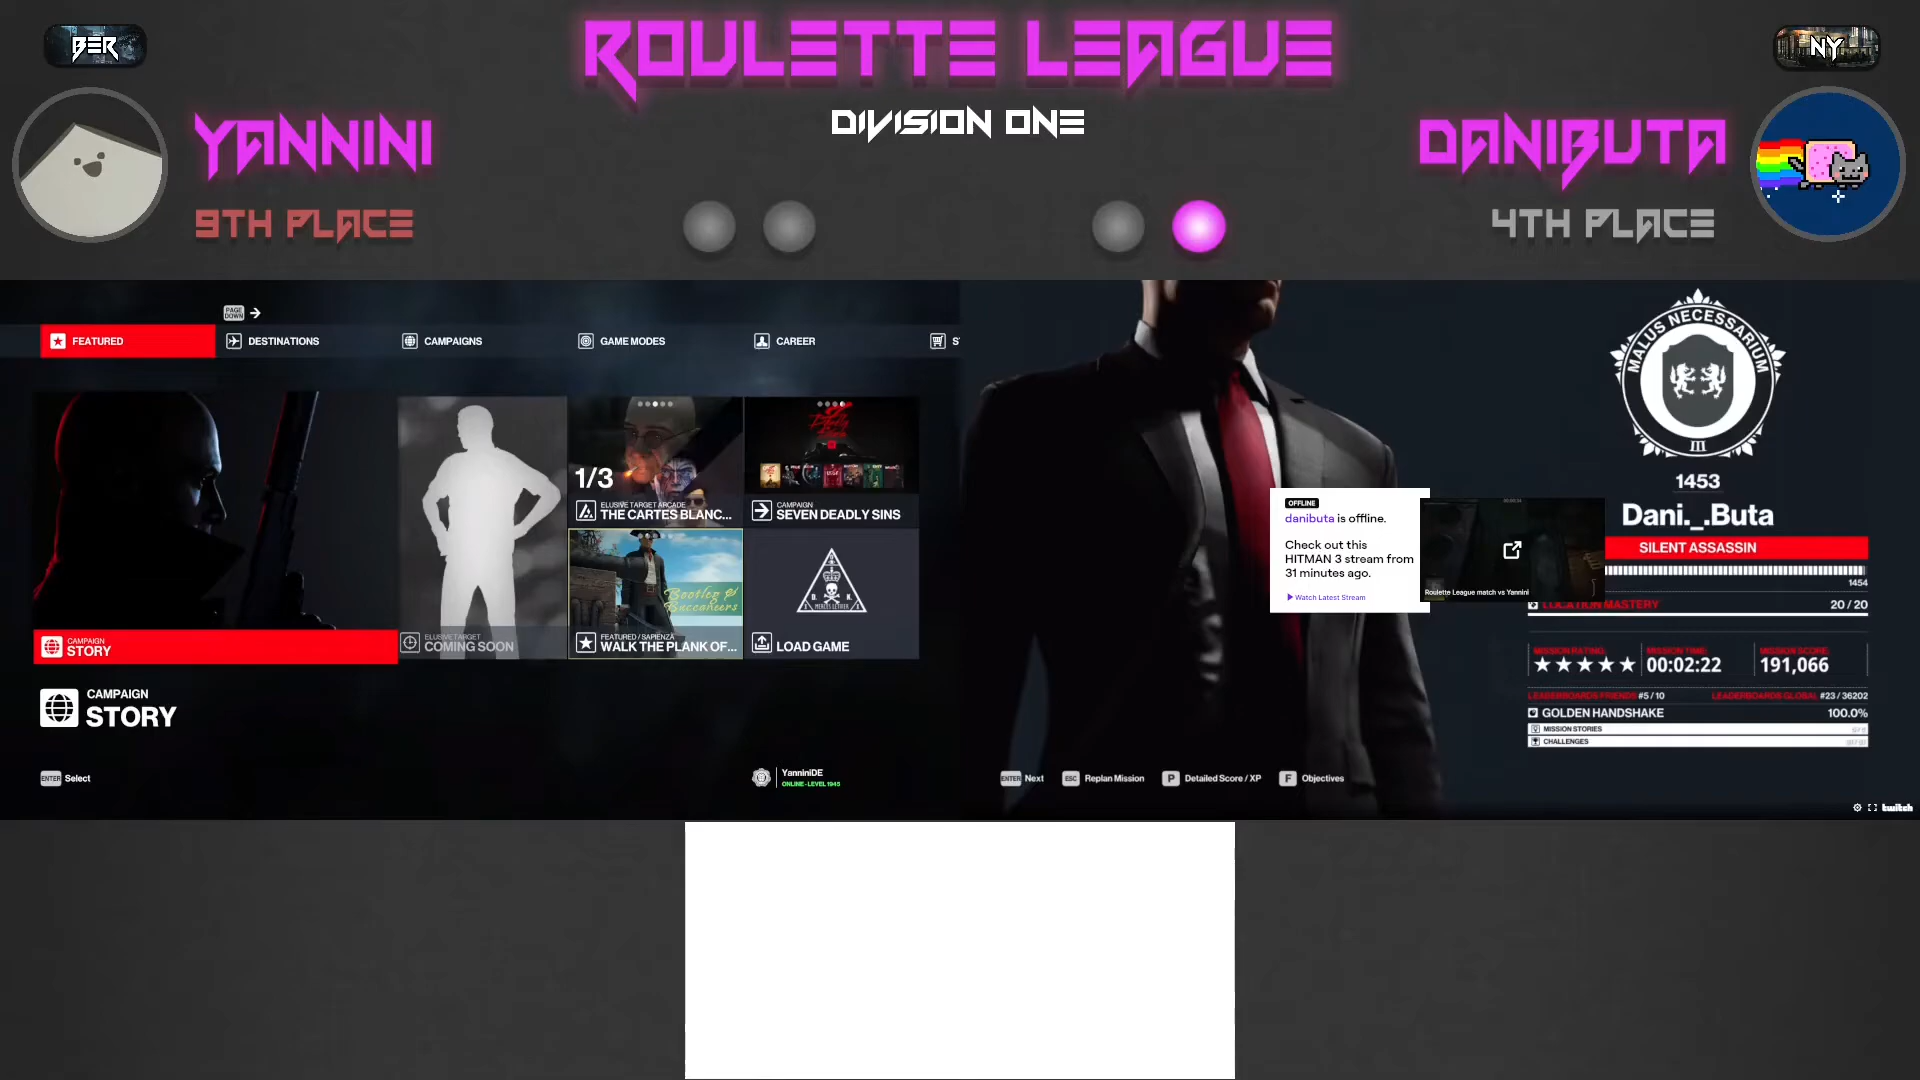 BER
ROULETTE LEAGUE
NY
DIVISION ONE
YANNINI
DANIBUTA
9TH PLACE
4TH PLACE
PAGE DOWN
FEATURED
DESTINATIONS
CAMPAIGNS
GAME MODES
CAREER
1/3
ELUSIVE TARGET ARCADE
THE CARTES BLANC...
CAMPAIGN
SEVEN DEADLY SINS
Bootleg &
Buccaneers
CAMPAIGN
STORY
ELUSIVE TARGET
COMING SOON
FEATURED / SAPIENZA
WALK THE PLANK OF...
LOAD GAME
CAMPAIGN
STORY
ENTER Select
YanniniDE
ONLINE - LEVEL 1945
MALUS NECESSARIUM
III
1453
Dani._.Buta
SILENT ASSASSIN
1454
LOCATION MASTERY 20 / 20
OFFLINE
danibuta is offline.
Check out this
HITMAN 3 stream from
31 minutes ago.
Watch Latest Stream
Roulette League match vs Yannini
MISSION RATING:
MISSION TIME:
00:02:22
MISSION SCORE:
191,066
LEADERBOARDS FRIENDS #5 / 10
LEADERBOARDS GLOBAL #23 / 36202
GOLDEN HANDSHAKE 100.0%
MISSION STORIES
CHALLENGES
ENTER Next
ESC Replan Mission
P Detailed Score / XP
F Objectives
twitch